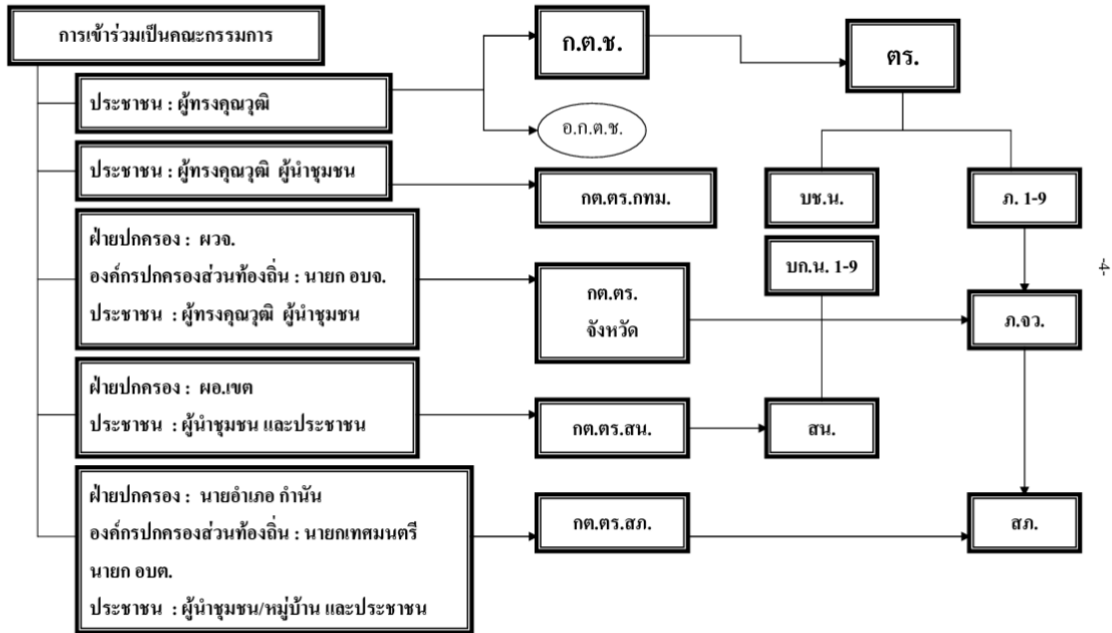 การเข้าร่วมเป็นคณะกรรมการ
ประชาชน : ผู้ทรงคุณวุฒิ
ประชาชน : ผู้ทรงคุณวุฒิ ผู้นำชุมชน
ฝ่ายปกครอง : ผวจ.
องค์กรปกครองส่วนท้องถิ่น : นายก อบจ.
ประชาชน : ผู้ทรงคุณวุฒิ ผู้นำชุมชน
ฝ่ายปกครอง : ผอ.เขต
ประชาชน : ผู้นำชุมชน และประชาชน
ฝ่ายปกครอง : นายอำเภอ กำนัน
องค์กรปกครองส่วนท้องถิ่น : นายกเทศมนตรี
นายก อบต.
ประชาชน : ผู้นำชุมชน/หมู่บ้าน และประชาชน
ก.ต.ช.
อ.ก.ต.ช.
กต.ตร.กทม.
กต.ตร.
จังหวัด
กต.ตร.สน.
กต.ตร.สภ.
ตร.
บช.น.
บก.น. 1-9
สน.
ภ. 1-9
ภ.จว.
สภ.
-4-